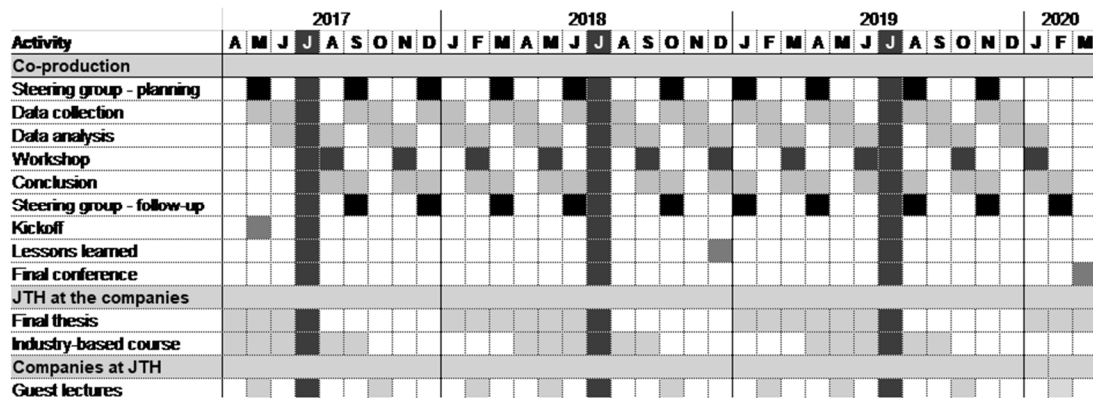 2017 2018 2019 2020
Activity A M J J A S O N D J F M A M J J A S O N D J F M A M J J A S O N D J F M
Co-production
Steering group - planning
Data collection
Data analysis
Workshop
Conclusion
Steering group - follow-up
Kickoff
Lessons learned
Final conference
JTH at the companies
Final thesis
Industry-based course
Companies at JTH
Guest lectures